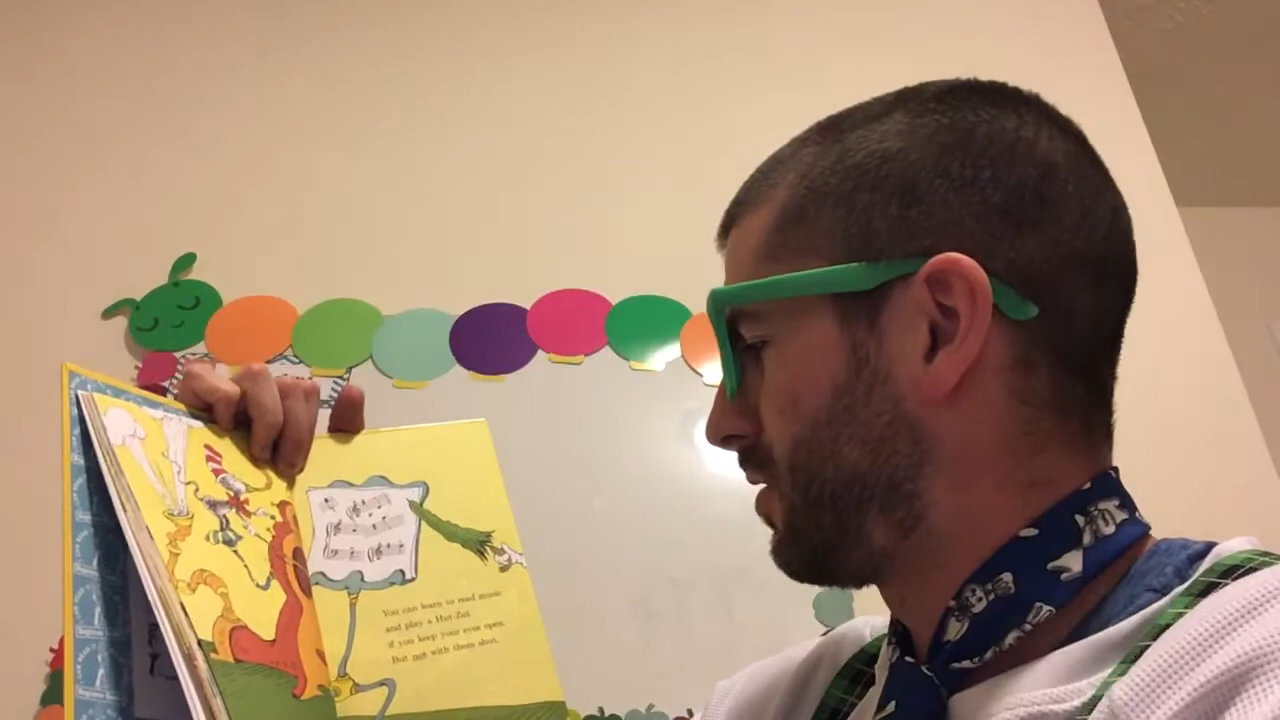 You can learn to read music
and play a Hut-Zut
if you keep your eyes open.
But not with them shut.